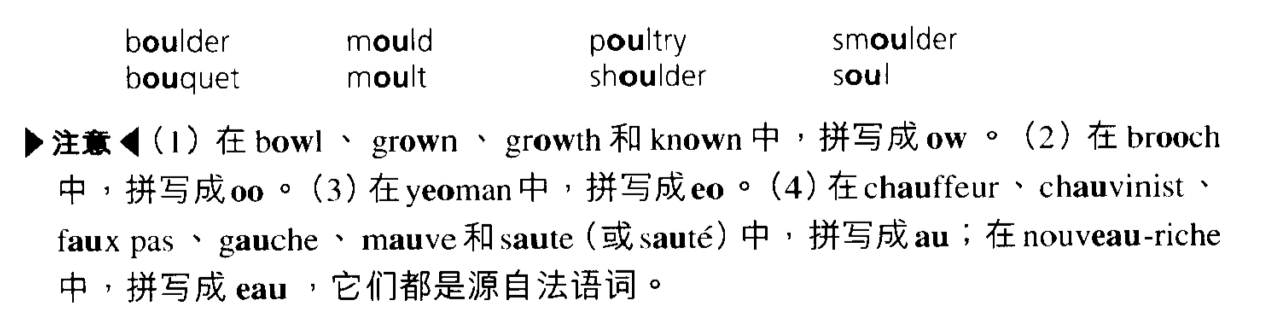 boulder mould poultry smoulder
bouquet moult shoulder soul
▶注意◀（1）在 bowl 、 grown 、 growth 和 known 中，拼写成 ow 。（2）在 brooch
中，拼写成 oo 。（3）在 yeoman 中，拼写成 eo 。（4）在 chauffeur 、 chauvinist 、
faux pas 、 gauche 、 mauve 和 saute（或 sauté）中，拼写成 au；在 nouveau-riche
中，拼写成 eau ，它们都是源自法语词。